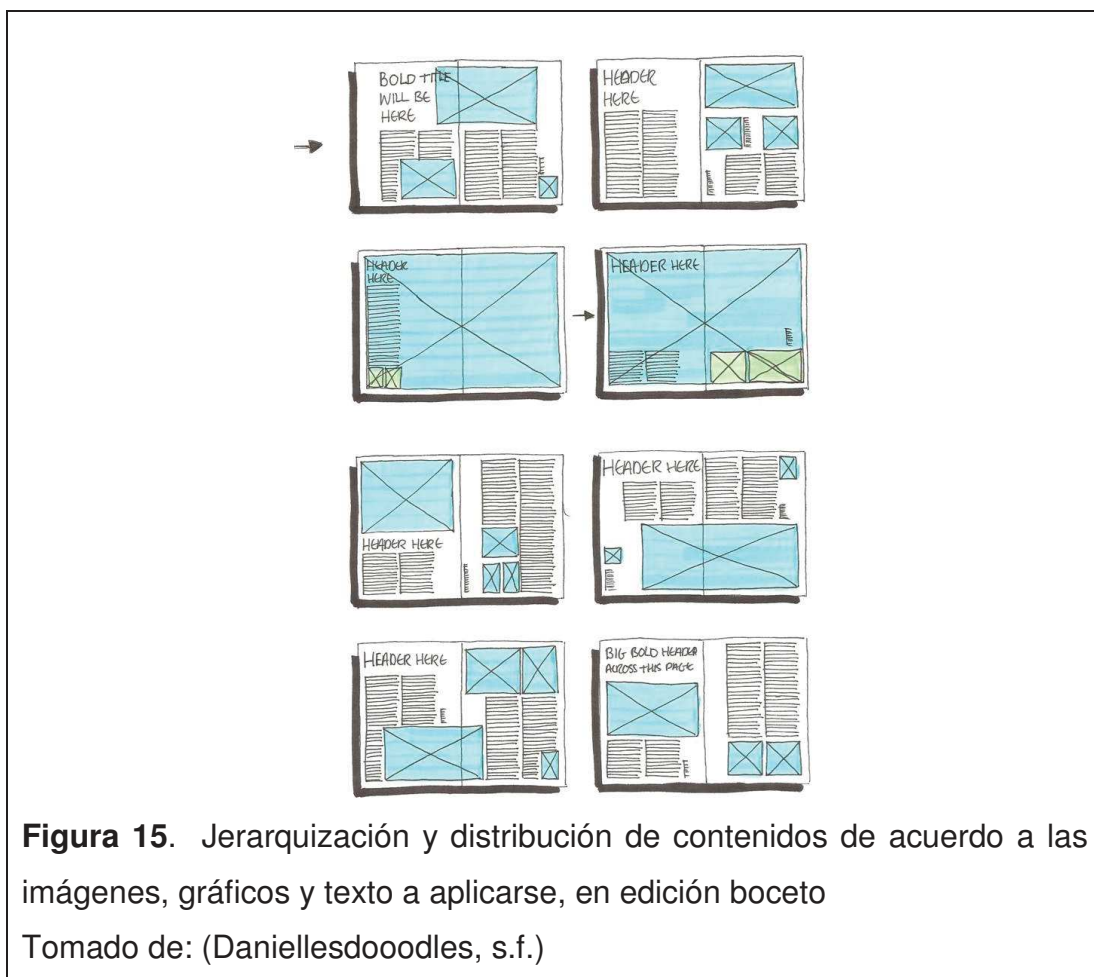 BOLD TITLE
WILL BE
HERE
HEADER
HERE
HEADER
HERE
HEADER HERE
HEADER HERE
HEADER HERE
HEADER HERE
BIG BOLD HEADER
ACROSS THIS PAGE
Figura 15. Jerarquización y distribución de contenidos de acuerdo a las
imágenes, gráficos y texto a aplicarse, en edición boceto
Tomado de: (Daniellesdooodles, s.f.)